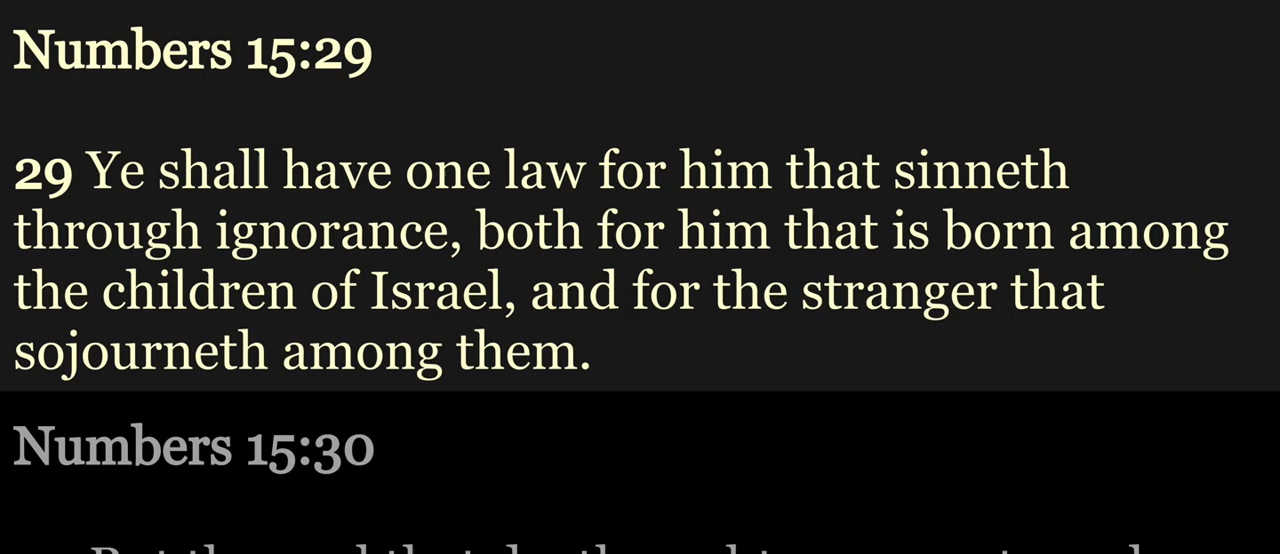 Numbers 15:29
29 Ye shall have one law for him that sinneth
through ignorance, both for him that is born among
the children of Israel, and for the stranger that
sojourneth among them.
Numbers 15:30